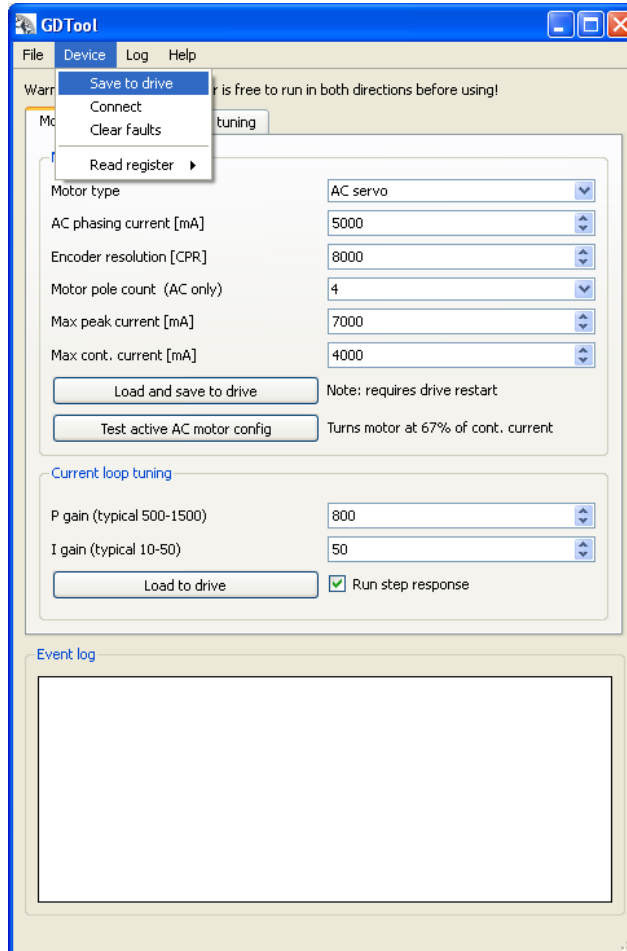 GDTool
File Device Log Help
Save to drive
Connect
Clear faults
Read register
is free to run in both directions before using!
tuning
Motor type AC servo
AC phasing current [mA] 5000
Encoder resolution [CPR] 8000
Motor pole count (AC only) 4
Max peak current [mA] 7000
Max cont. current [mA] 4000
Load and save to drive Note: requires drive restart
Test active AC motor config Turns motor at 67% of cont. current
Current loop tuning
P gain (typical 500-1500) 800
I gain (typical 10-50) 50
Load to drive Run step response
Event log